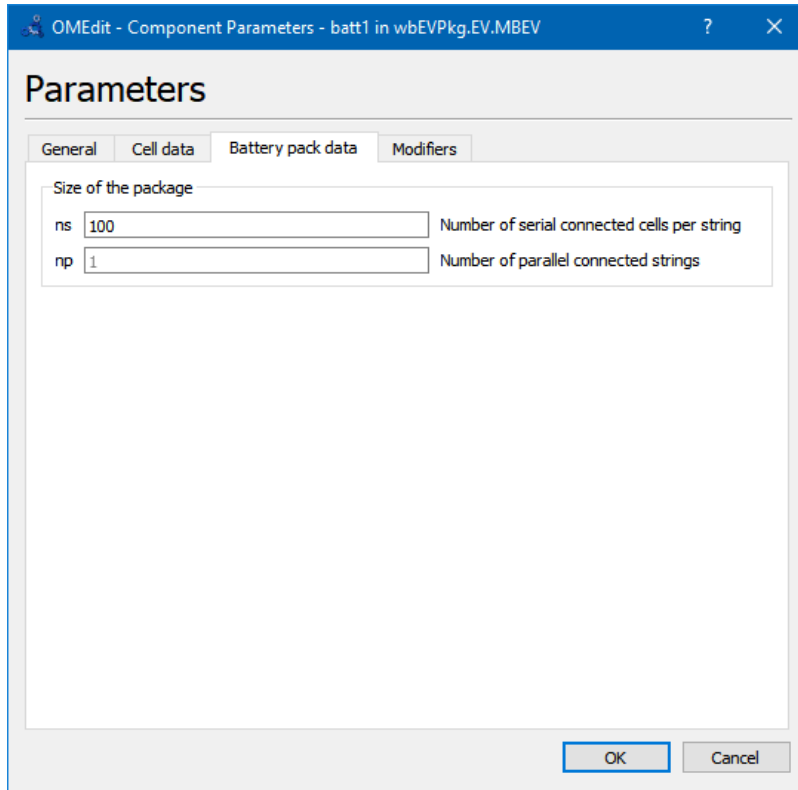 OMEdit - Component Parameters - batt1 in wbEVPkg.EV.MBEV ?
Parameters
General Cell data Battery pack data Modifiers
Size of the package
ns 100 Number of serial connected cells per string
np 1 Number of parallel connected strings
OK Cancel